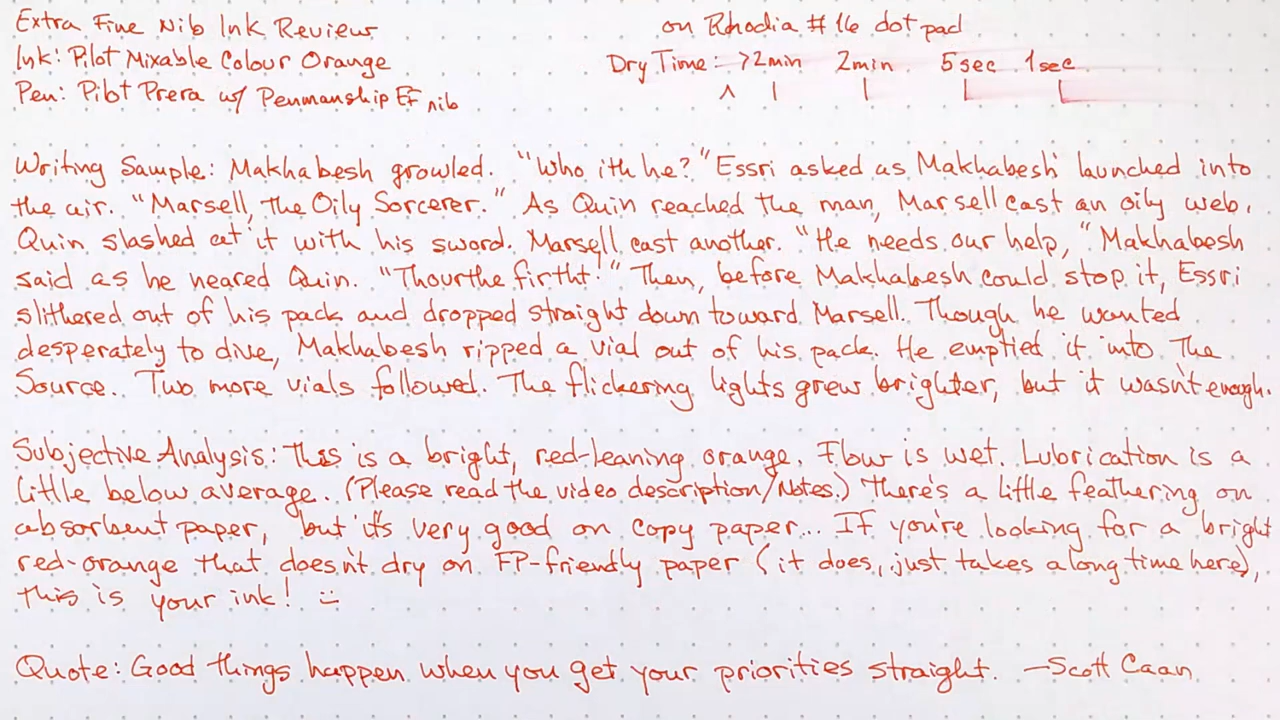 Extra Fine Nib Ink Review
on Rhodia #16 dot pad
Ink: Pilot Mixable Colour Orange
Dry Time: >2min 2min 5sec 1sec
Pen: Pilot Prera w/ Penmanship EF nib
Writing Sample: Makhabesh growled. "Who ith he?" Essri asked as Makhabesh launched into
the air. "Marsell, the Oily Sorcerer." As Quin reached the man, Marsell cast an oily web.
Quin slashed at it with his sword. Marsell cast another. "He needs our help," Makhabesh
said as he neared Quin. "Thourthe firtht!" Then, before Makhabesh could stop it, Essri
slithered out of his pack and dropped straight down toward Marsell. Though he wanted
desperately to dive, Makhabesh ripped a vial out of his pack. He emptied it into the
Source. Two more vials followed. The flickering lights grew brighter, but it wasn't enough.
Subjective Analysis: This is a bright, red-leaning orange. Flow is wet. Lubrication is a
little below average. (Please read the video description/Notes.) There's a little feathering on
absorbent paper, but it's very good on copy paper... If you're looking for a bright
red-orange that doesn't dry on FP-friendly paper (it does, just takes a long time here),
this is your ink! :)
Quote: Good things happen when you get your priorities straight. —Scott Caan